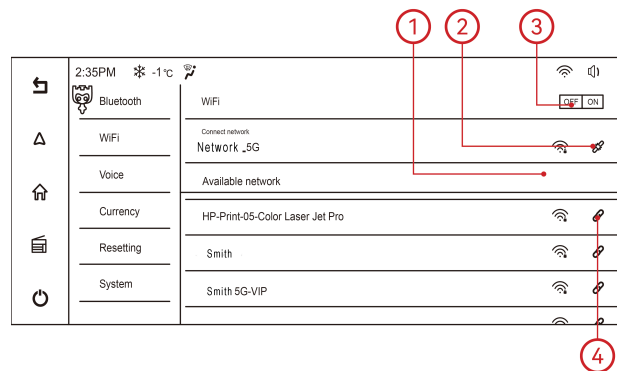 1 2 3
2:35PM -1℃
Bluetooth WiFi OFF ON
WiFi Connect network
Network _5G
Voice Available network
Currency HP-Print-05-Color Laser Jet Pro
Resetting Smith
System Smith 5G-VIP
4